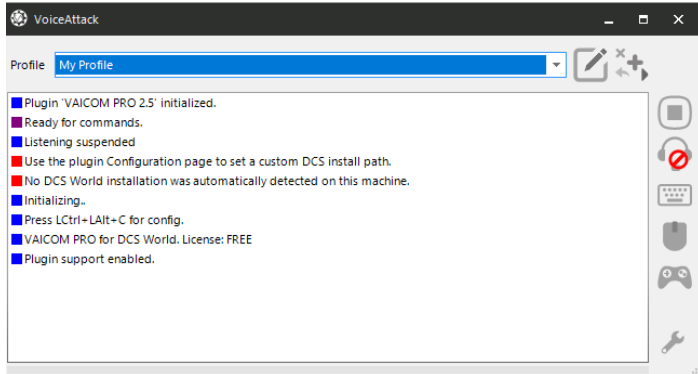 VoiceAttack
Profile My Profile
Plugin 'VAICOM PRO 2.5' initialized.
Ready for commands.
Listening suspended
Use the plugin Configuration page to set a custom DCS install path.
No DCS World installation was automatically detected on this machine.
Initializing..
Press LCtrl+LAlt+C for config.
VAICOM PRO for DCS World. License: FREE
Plugin support enabled.